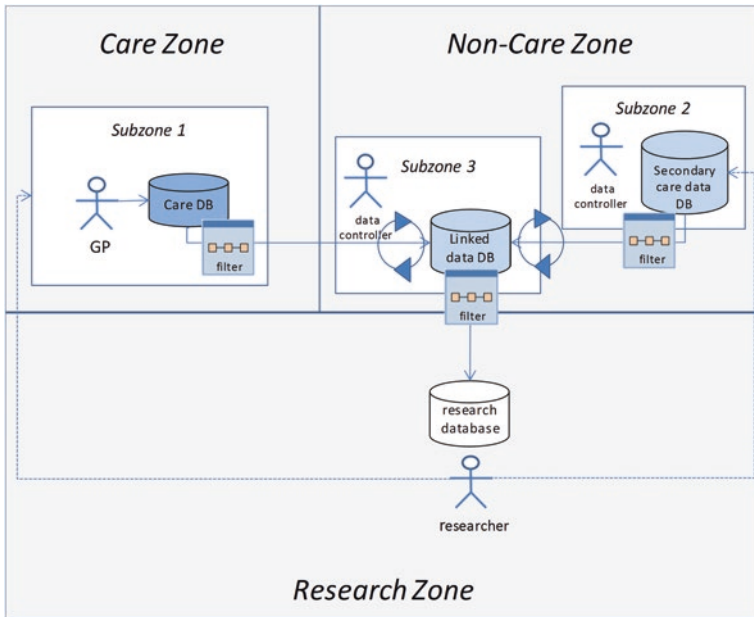 Care Zone
Non-Care Zone
Subzone 1
Care DB
GP
filter
Subzone 3
data
controller
Linked
data DB
filter
Subzone 2
data
controller
Secondary
care data
DB
filter
research
database
researcher
Research Zone